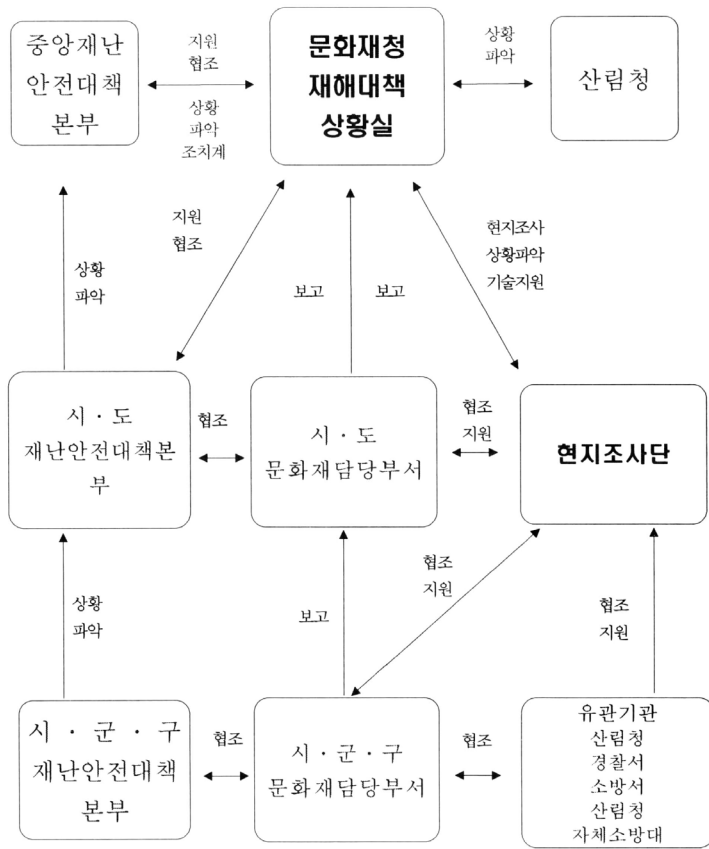 중앙재난
안전대책
본부
지원
협조
상황
파악
조치계
문화재청
재해대책
상황실
상황
파악
산림청
상황
파악
지원
협조
보고
보고
현지조사
상황파악
기술지원
시 · 도
재난안전대책본
부
협조
시 · 도
문화재담당부서
협조
지원
현지조사단
상황
파악
보고
협조
지원
협조
지원
시 · 군 · 구
재난안전대책
본부
협조
시 · 군 · 구
문화재담당부서
협조
유관기관
산림청
경찰서
소방서
산림청
자체소방대